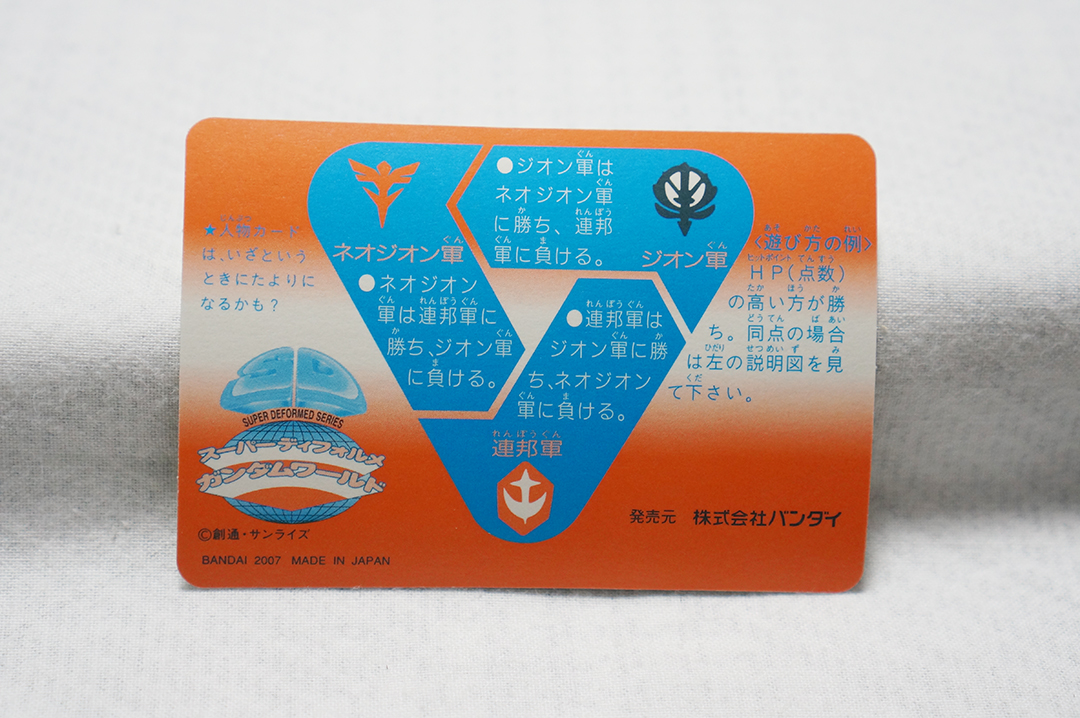 ★人物カード
は、いざという
ときにたよりに
なるかも？
ネオジオン軍
●ネオジオン
軍は連邦軍に
勝ち、ジオン軍
に負ける。
●ジオン軍は
ネオジオン軍
に勝ち、連邦
軍に負ける。
ジオン軍
●連邦軍は
ジオン軍に勝
ち、ネオジオン
軍に負ける。
連邦軍
〈遊び方の例〉
HP(点数)
の高い方が勝
ち。同点の場合
は左の説明図を見
て下さい。
SUPER DEFORMED SERIES
スーパーディフォルメ
ガンダムワールド
©創通・サンライズ
BANDAI 2007 MADE IN JAPAN
発売元 株式会社バンダイ